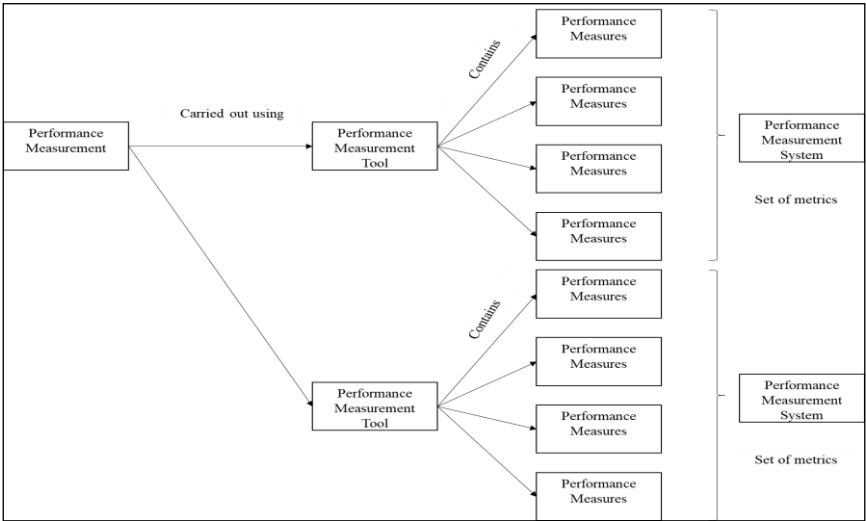 Performance
Measurement
Carried out using
Performance
Measurement
Tool
Contains
Performance
Measures
Performance
Measures
Performance
Measures
Performance
Measures
Performance
Measurement
System
Set of metrics
Performance
Measurement
Tool
Contains
Performance
Measures
Performance
Measures
Performance
Measures
Performance
Measures
Performance
Measurement
System
Set of metrics